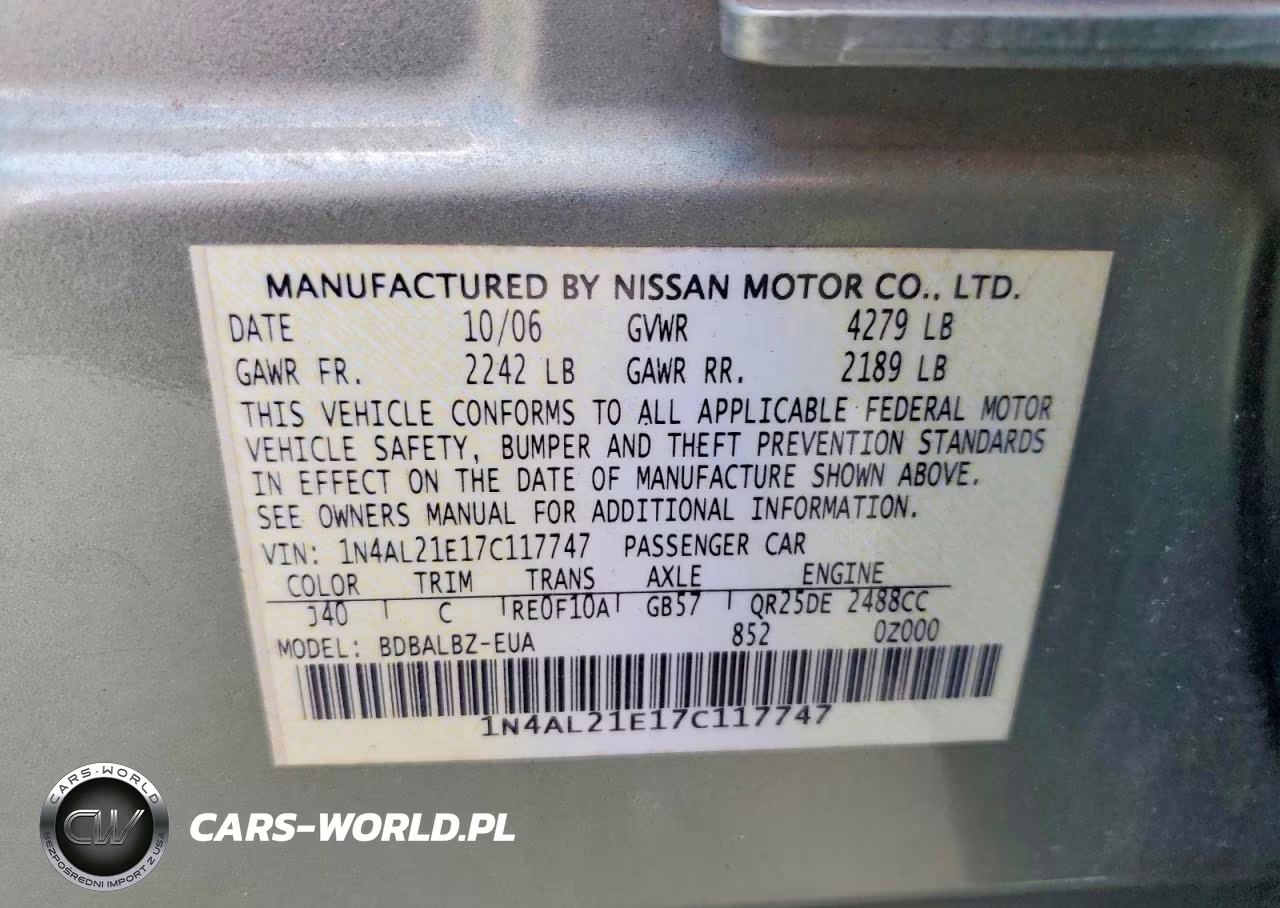 MANUFACTURED BY NISSAN MOTOR CO., LTD.
DATE 10/06 GVWR 4279 LB
GAWR FR. 2242 LB GAWR RR. 2189 LB
THIS VEHICLE CONFORMS TO ALL APPLICABLE FEDERAL MOTOR
VEHICLE SAFETY, BUMPER AND THEFT PREVENTION STANDARDS
IN EFFECT ON THE DATE OF MANUFACTURE SHOWN ABOVE.
SEE OWNERS MANUAL FOR ADDITIONAL INFORMATION.
VIN: 1N4AL21E17C117747 PASSENGER CAR
COLOR TRIM TRANS AXLE ENGINE
J40 C RE0F10A GB57 QR25DE 2488CC
MODEL: BDBALBZ-EUA 852 0Z000
1N4AL21E17C117747
CARS-WORLD
CW
BEZPOŚREDNI IMPORT Z USA
CARS-WORLD.PL